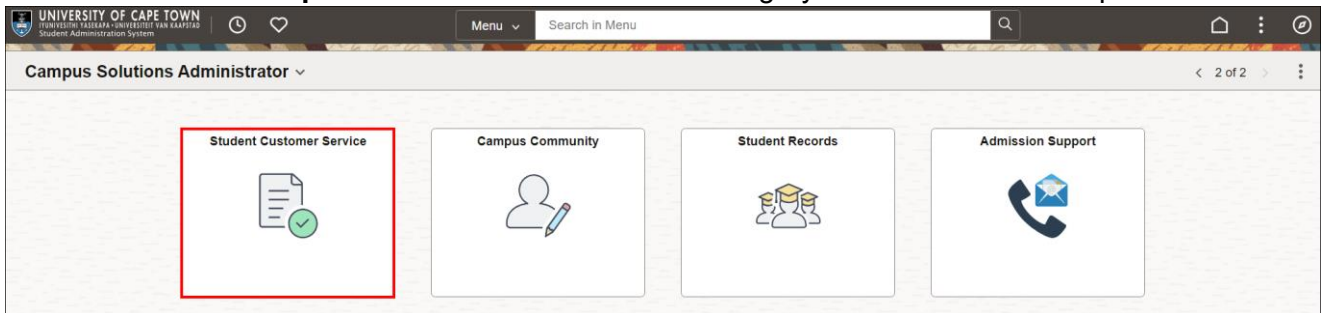 UNIVERSITY OF CAPE TOWN
IYUNIVESITHI YASEKAPA • UNIVERSITEIT VAN KAAPSTAD
Student Administration System
Menu
Search in Menu
Campus Solutions Administrator
2 of 2
Student Customer Service
Campus Community
Student Records
Admission Support